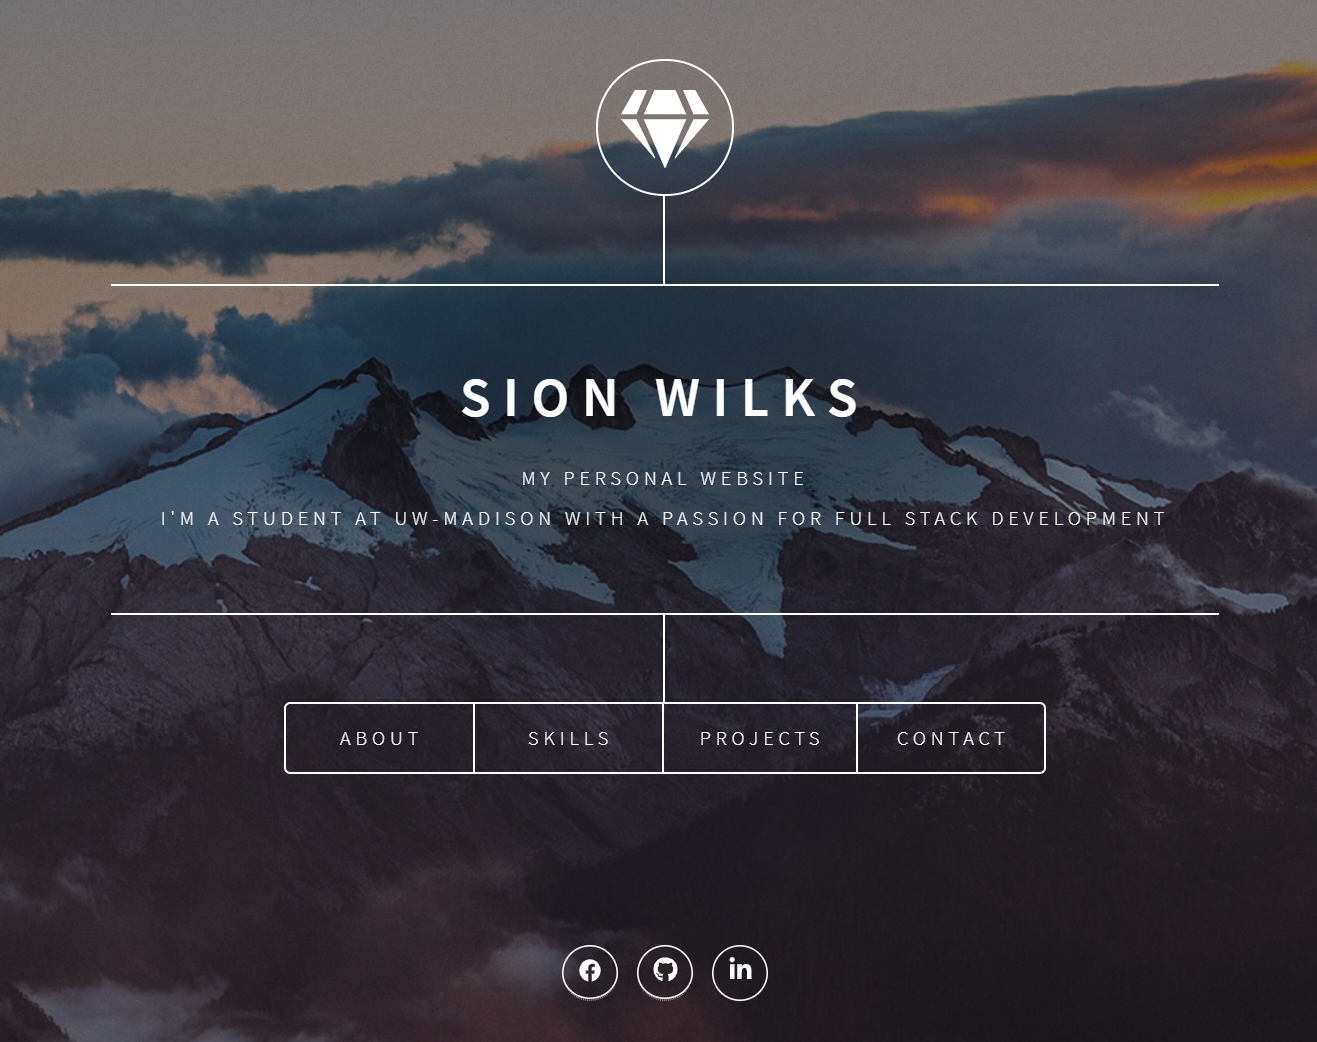 SION WILKS
MY PERSONAL WEBSITE
I'M A STUDENT AT UW-MADISON WITH A PASSION FOR FULL STACK DEVELOPMENT
ABOUT
SKILLS
PROJECTS
CONTACT
in